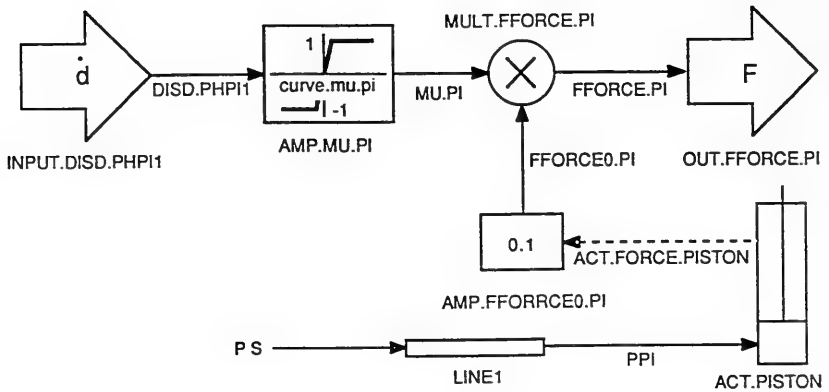 MULT.FFORCE.PI
1
ḋ
F
DISD.PHPI1
curve.mu.pi
-1
MU.PI
FFORCE.PI
INPUT.DISD.PHPI1
AMP.MU.PI
FFORCE0.PI
OUT.FFORCE.PI
0.1
ACT.FORCE.PISTON
AMP.FFORRCE0.PI
P S
LINE1
PPI
ACT.PISTON